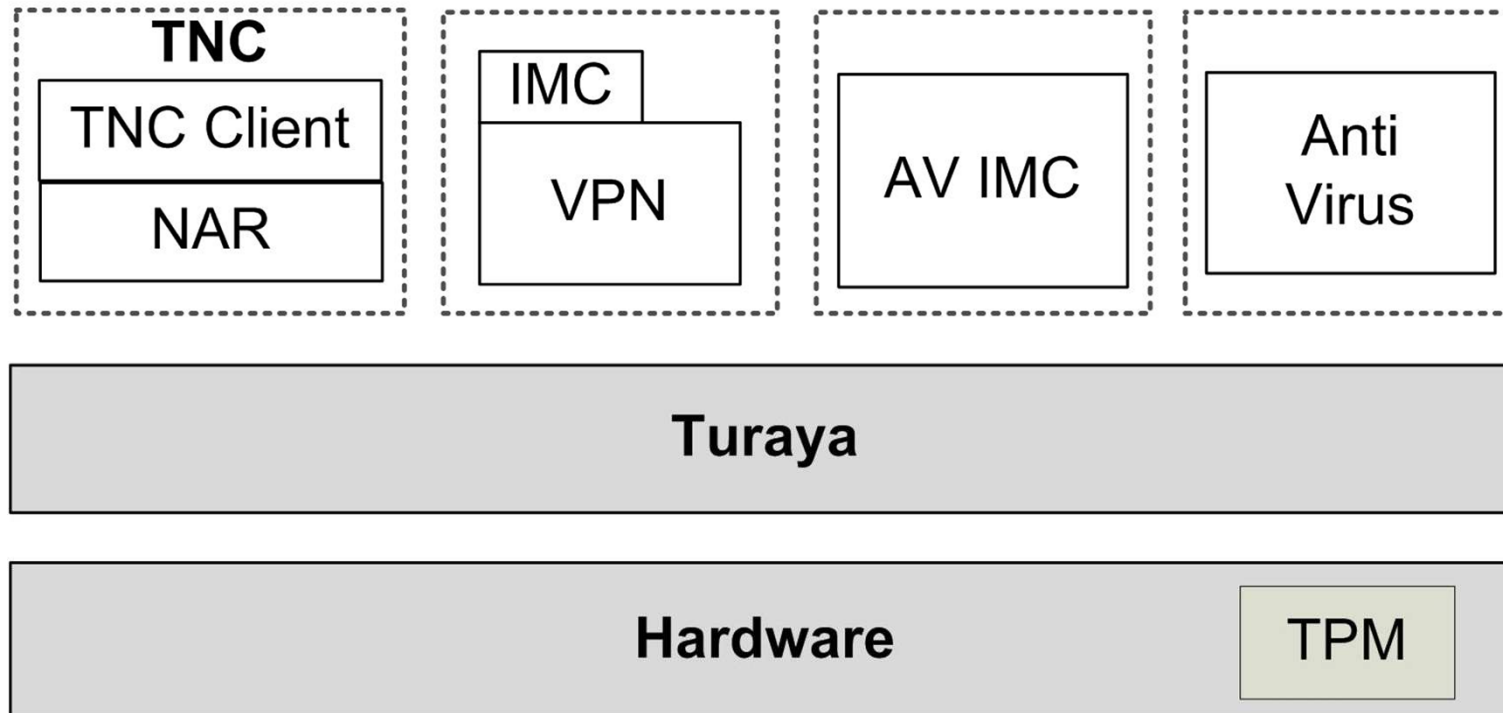 TNC
TNC Client
NAR
IMC
VPN
AV IMC
Anti
Virus
Turaya
Hardware
TPM